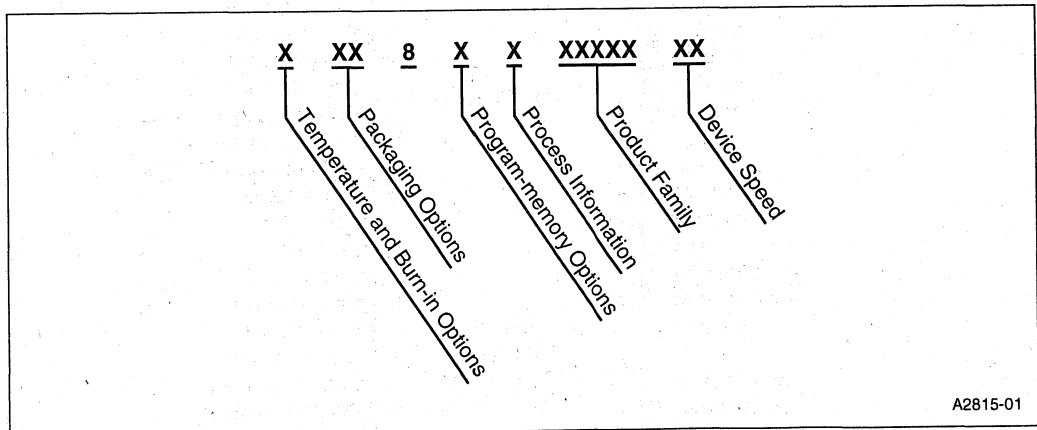 X XX 8 X X XXXXX XX
Temperature and Burn-in Options
Packaging Options
Program-memory Options
Process Information
Product Family
Device Speed
A2815-01